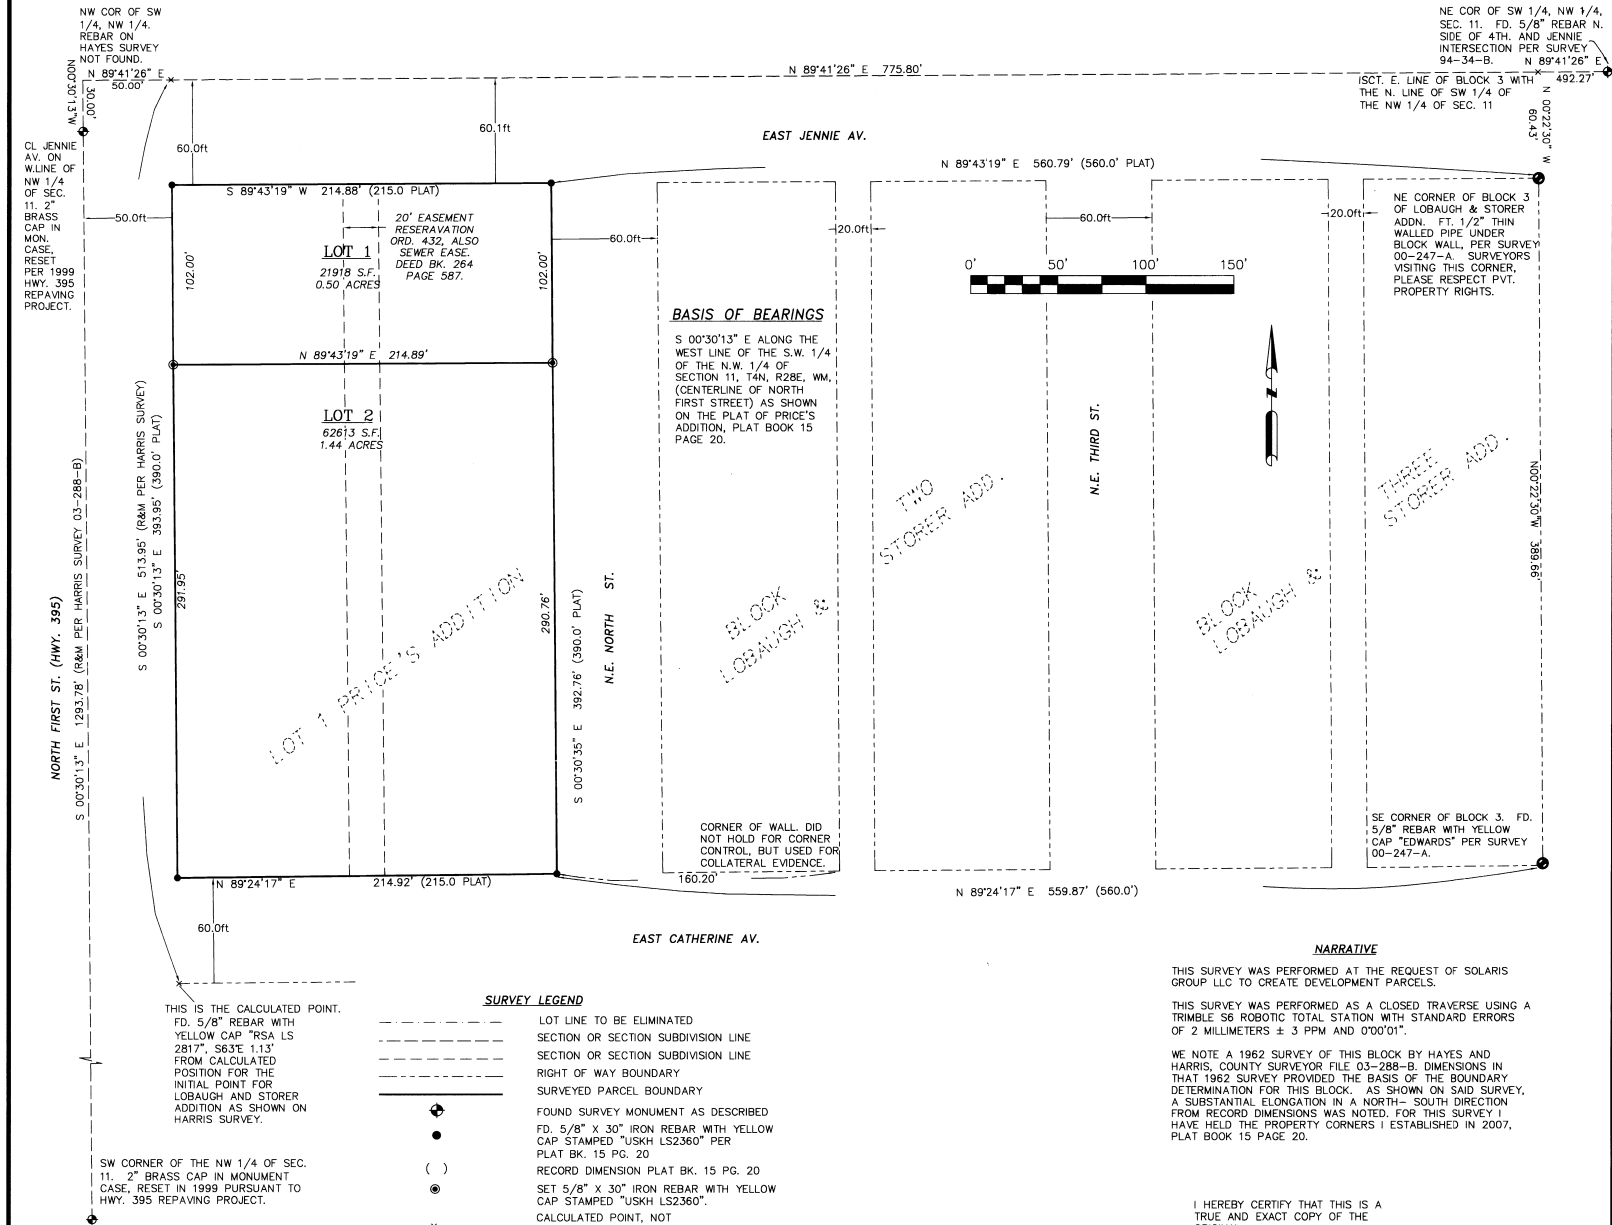 NW COR OF SW
1/4, NW 1/4.
REBAR ON
HAYES SURVEY
NOT FOUND.
N 89°41'26" E
50.00'
N00°30'13"W
30.00'
N 89°41'26" E 775.80'
NE COR OF SW 1/4, NW 1/4,
SEC. 11. FD. 5/8" REBAR N.
SIDE OF 4TH. AND JENNIE
INTERSECTION PER SURVEY
94-34-B.
N 89°41'26" E
492.27'
ISCT. E. LINE OF BLOCK 3 WITH
THE N. LINE OF SW 1/4 OF
THE NW 1/4 OF SEC. 11
N 00°22'30" W
60.43'
60.0ft
60.1ft
EAST JENNIE AV.
CL JENNIE
AV. ON
W.LINE OF
NW 1/4
OF SEC.
11. 2"
BRASS
CAP IN
MON.
CASE,
RESET
PER 1999
HWY. 395
REPAVING
PROJECT.
50.0ft
S 89°43'19" W 214.88' (215.0 PLAT)
N 89°43'19" E 560.79' (560.0' PLAT)
20' EASEMENT
RESERAVATION
ORD. 432, ALSO
SEWER EASE.
DEED BK. 264
PAGE 587.
LOT 1
21918 S.F.
0.50 ACRES
102.00'
102.00'
60.0ft
20.0ft
60.0ft
20.0ft
NE CORNER OF BLOCK 3
OF LOBAUGH & STORER
ADDN. FT. 1/2" THIN
WALLED PIPE UNDER
BLOCK WALL, PER SURVEY
00-247-A. SURVEYORS
VISITING THIS CORNER,
PLEASE RESPECT PVT.
PROPERTY RIGHTS.
0' 50' 100' 150'
BASIS OF BEARINGS
S 00°30'13" E ALONG THE
WEST LINE OF THE S.W. 1/4
OF THE N.W. 1/4 OF
SECTION 11, T4N, R28E, WM,
(CENTERLINE OF NORTH
FIRST STREET) AS SHOWN
ON THE PLAT OF PRICE'S
ADDITION, PLAT BOOK 15
PAGE 20.
N 89°43'19" E 214.89'
LOT 2
62613 S.F.
1.44 ACRES
N
NORTH FIRST ST. (HWY. 395)
S 00°30'13" E 1293.78' (R&M PER HARRIS SURVEY 03-288-B)
S 00°30'13" E 513.95' (R&M PER HARRIS SURVEY)
S 00°30'13" E 393.95' (390.0' PLAT)
291.95'
LOT 1 PRICE'S ADDITION
290.76'
S 00°30'35" E 392.76' (390.0' PLAT)
N.E. NORTH ST.
BLOCK
LOBAUGH &
TWO
STORER ADD.
N.E. THIRD ST.
BLOCK
LOBAUGH &
THREE
STORER ADD.
N00°22'30"W 389.66'
CORNER OF WALL. DID
NOT HOLD FOR CORNER
CONTROL, BUT USED FOR
COLLATERAL EVIDENCE.
160.20'
SE CORNER OF BLOCK 3. FD.
5/8" REBAR WITH YELLOW
CAP "EDWARDS" PER SURVEY
00-247-A.
N 89°24'17" E 214.92' (215.0 PLAT)
N 89°24'17" E 559.87' (560.0')
60.0ft
EAST CATHERINE AV.
THIS IS THE CALCULATED POINT.
FD. 5/8" REBAR WITH
YELLOW CAP "RSA LS
2817", S63°E 1.13'
FROM CALCULATED
POSITION FOR THE
INITIAL POINT FOR
LOBAUGH AND STORER
ADDITION AS SHOWN ON
HARRIS SURVEY.
SW CORNER OF THE NW 1/4 OF SEC.
11. 2" BRASS CAP IN MONUMENT
CASE, RESET IN 1999 PURSUANT TO
HWY. 395 REPAVING PROJECT.
SURVEY LEGEND
LOT LINE TO BE ELIMINATED
SECTION OR SECTION SUBDIVISION LINE
SECTION OR SECTION SUBDIVISION LINE
RIGHT OF WAY BOUNDARY
SURVEYED PARCEL BOUNDARY
FOUND SURVEY MONUMENT AS DESCRIBED
FD. 5/8" X 30" IRON REBAR WITH YELLOW
CAP STAMPED "USKH LS2360" PER
PLAT BK. 15 PG. 20
( ) RECORD DIMENSION PLAT BK. 15 PG. 20
SET 5/8" X 30" IRON REBAR WITH YELLOW
CAP STAMPED "USKH LS2360".
CALCULATED POINT, NOT
NARRATIVE
THIS SURVEY WAS PERFORMED AT THE REQUEST OF SOLARIS
GROUP LLC TO CREATE DEVELOPMENT PARCELS.
THIS SURVEY WAS PERFORMED AS A CLOSED TRAVERSE USING A
TRIMBLE S6 ROBOTIC TOTAL STATION WITH STANDARD ERRORS
OF 2 MILLIMETERS ± 3 PPM AND 0°00'01".
WE NOTE A 1962 SURVEY OF THIS BLOCK BY HAYES AND
HARRIS, COUNTY SURVEYOR FILE 03-288-B. DIMENSIONS IN
THAT 1962 SURVEY PROVIDED THE BASIS OF THE BOUNDARY
DETERMINATION FOR THIS BLOCK. AS SHOWN ON SAID SURVEY,
A SUBSTANTIAL ELONGATION IN A NORTH- SOUTH DIRECTION
FROM RECORD DIMENSIONS WAS NOTED. FOR THIS SURVEY I
HAVE HELD THE PROPERTY CORNERS I ESTABLISHED IN 2007,
PLAT BOOK 15 PAGE 20.
I HEREBY CERTIFY THAT THIS IS A
TRUE AND EXACT COPY OF THE